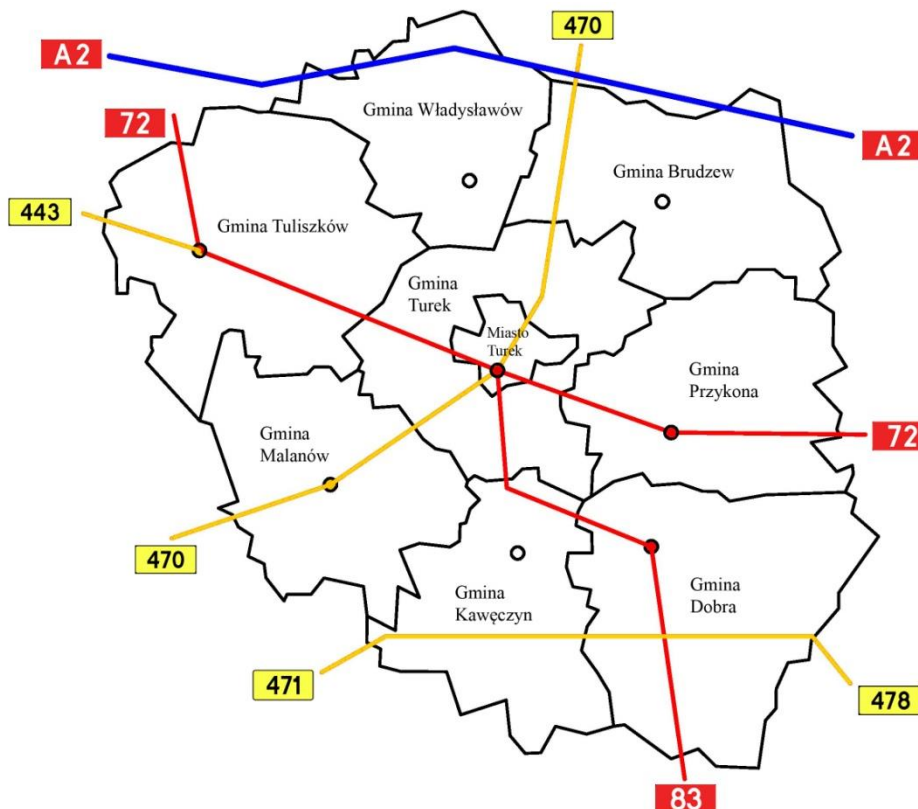 470
A2
72
Gmina Władysławów
A2
Gmina Brudzew
443
Gmina Tuliszków
Gmina
Turek
Miasto
Turek
Gmina
Przykona
Gmina
Malanów
72
470
Gmina
Kawęczyn
Gmina
Dobra
471
478
83